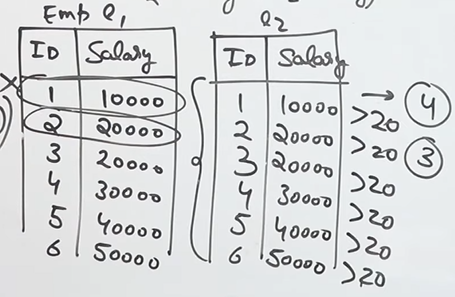 Emp e1
e2
ID Salary
1 10000
2 20000
3 20000
4 30000
5 40000
6 50000
ID Salary
1 10000 → 4
2 20000 >20
3 20000 >20 3
4 30000 >20
5 40000 >20
6 50000 >20
>20